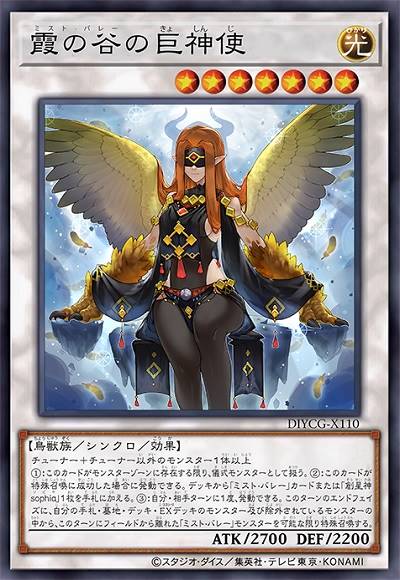 ミスト バレー きょ しん じ
霞の谷の巨神使
ひかり
光
DIYCG-X110
【鳥獣族／シンクロ／効果】
チューナー＋チューナー以外のモンスター1体以上
①：このカードがモンスターゾーンに存在する限り、儀式モンスターとして扱う。②：このカードが
特殊召喚に成功した場合に発動できる。デッキから「ミスト・バレー」カードまたは「創星神
sophia」1枚を手札に加える。③：自分・相手ターンに1度、発動できる。このターンのエンドフェイ
ズに、自分の手札・墓地・デッキ・EXデッキのモンスター及び除外されているモンスターの
中から、このターンにフィールドから離れた「ミスト・バレー」モンスターを可能な限り特殊召喚する。
ATK/2700 DEF/2200
©スタジオ・ダイス／集英社・テレビ東京・KONAMI